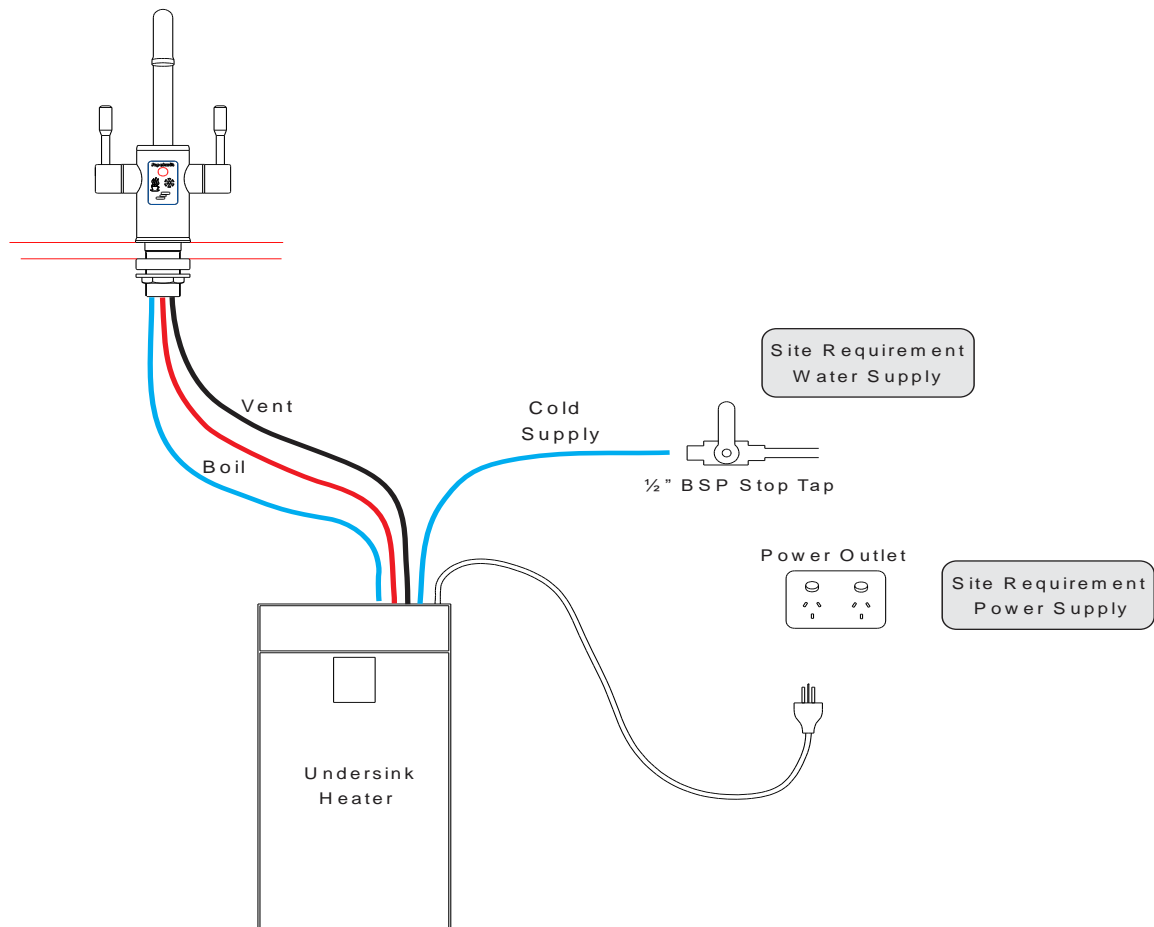 Site Requirement
Water Supply
Vent
Cold
Supply
Boil
½” BSP Stop Tap
Power Outlet
Site Requirement
Power Supply
Undersink
Heater